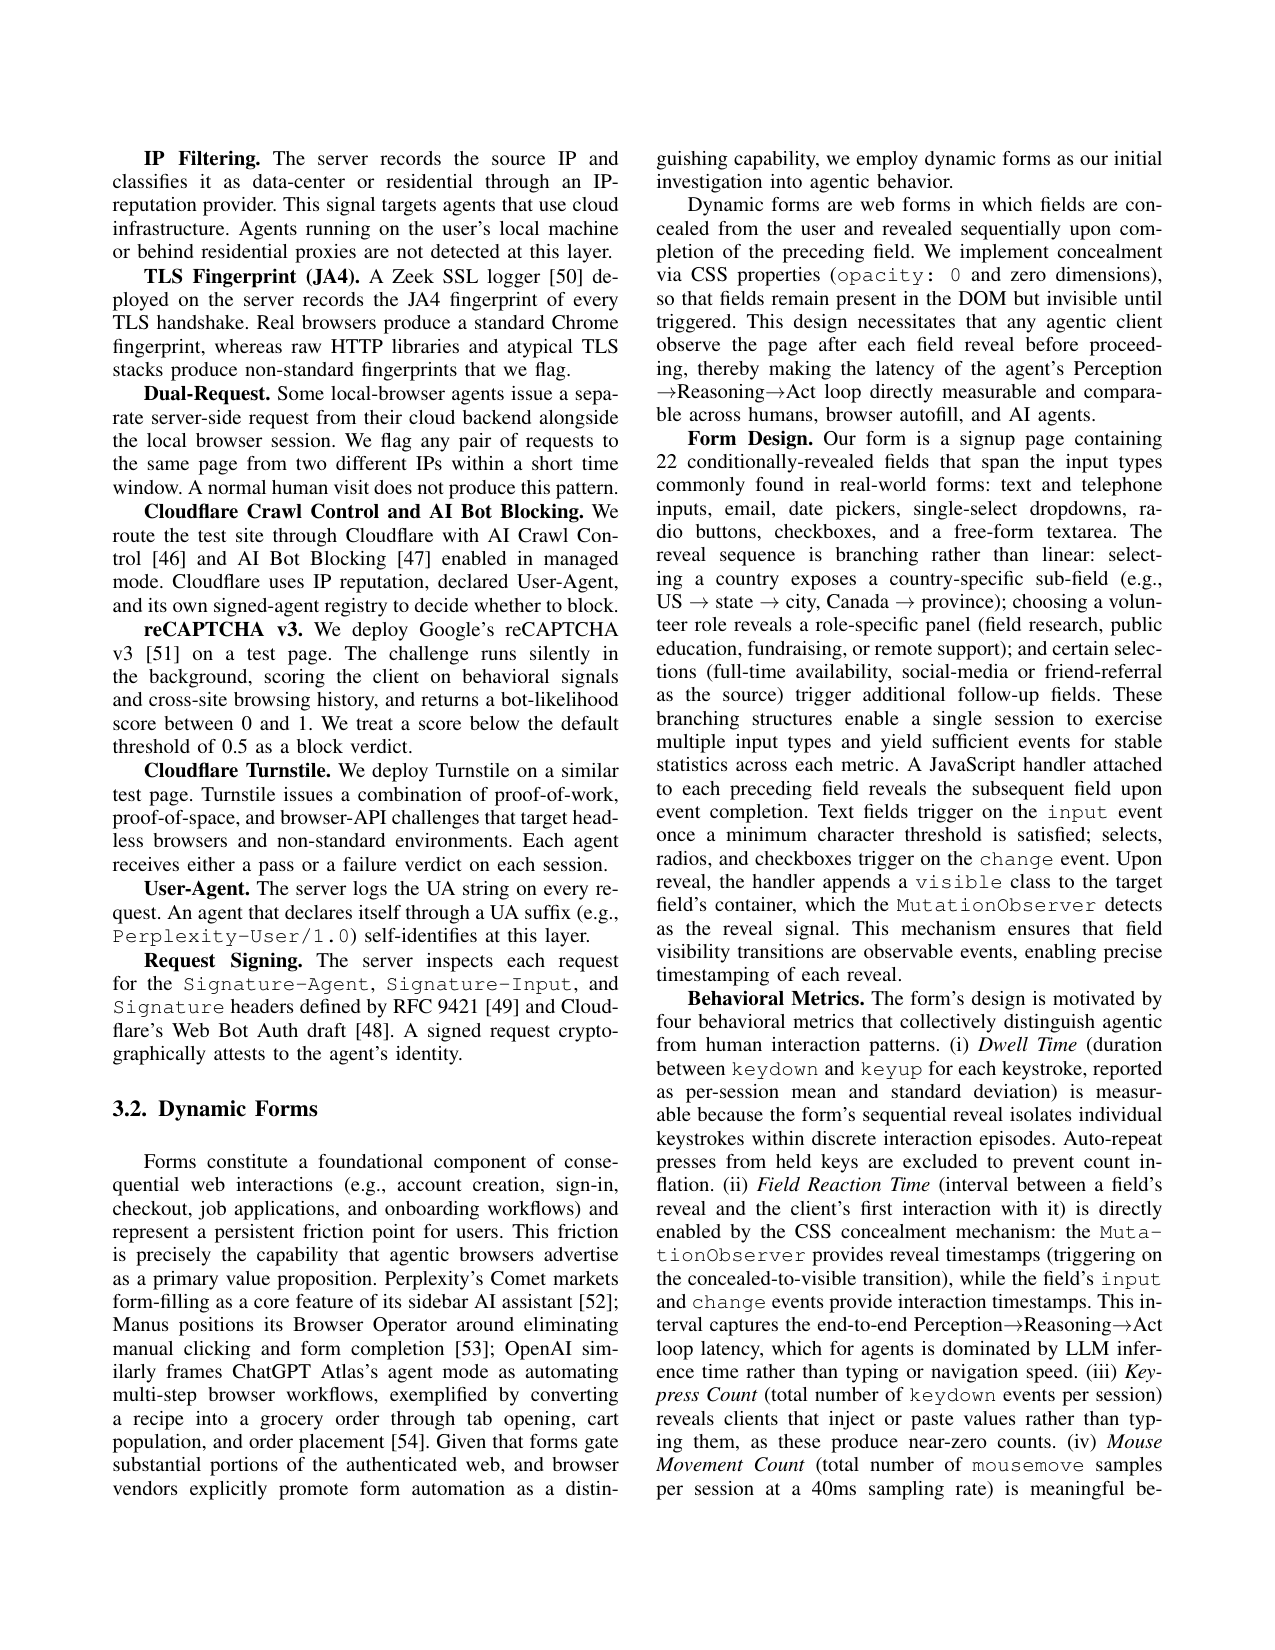 IP Filtering. The server records the source IP and
classifies it as data-center or residential through an IP-
reputation provider. This signal targets agents that use cloud
infrastructure. Agents running on the user's local machine
or behind residential proxies are not detected at this layer.
TLS Fingerprint (JA4). A Zeek SSL logger [50] de-
ployed on the server records the JA4 fingerprint of every
TLS handshake. Real browsers produce a standard Chrome
fingerprint, whereas raw HTTP libraries and atypical TLS
stacks produce non-standard fingerprints that we flag.
Dual-Request. Some local-browser agents issue a sepa-
rate server-side request from their cloud backend alongside
the local browser session. We flag any pair of requests to
the same page from two different IPs within a short time
window. A normal human visit does not produce this pattern.
Cloudflare Crawl Control and AI Bot Blocking. We
route the test site through Cloudflare with AI Crawl Con-
trol [46] and AI Bot Blocking [47] enabled in managed
mode. Cloudflare uses IP reputation, declared User-Agent,
and its own signed-agent registry to decide whether to block.
reCAPTCHA v3. We deploy Google's reCAPTCHA
v3 [51] on a test page. The challenge runs silently in
the background, scoring the client on behavioral signals
and cross-site browsing history, and returns a bot-likelihood
score between 0 and 1. We treat a score below the default
threshold of 0.5 as a block verdict.
Cloudflare Turnstile. We deploy Turnstile on a similar
test page. Turnstile issues a combination of proof-of-work,
proof-of-space, and browser-API challenges that target head-
less browsers and non-standard environments. Each agent
receives either a pass or a failure verdict on each session.
User-Agent. The server logs the UA string on every re-
quest. An agent that declares itself through a UA suffix (e.g.,
Perplexity-User/1.0) self-identifies at this layer.
Request Signing. The server inspects each request
for the Signature-Agent, Signature-Input, and
Signature headers defined by RFC 9421 [49] and Cloud-
flare's Web Bot Auth draft [48]. A signed request crypto-
graphically attests to the agent's identity.
3.2. Dynamic Forms
Forms constitute a foundational component of conse-
quential web interactions (e.g., account creation, sign-in,
checkout, job applications, and onboarding workflows) and
represent a persistent friction point for users. This friction
is precisely the capability that agentic browsers advertise
as a primary value proposition. Perplexity's Comet markets
form-filling as a core feature of its sidebar AI assistant [52];
Manus positions its Browser Operator around eliminating
manual clicking and form completion [53]; OpenAI sim-
ilarly frames ChatGPT Atlas's agent mode as automating
multi-step browser workflows, exemplified by converting
a recipe into a grocery order through tab opening, cart
population, and order placement [54]. Given that forms gate
substantial portions of the authenticated web, and browser
vendors explicitly promote form automation as a distin-
guishing capability, we employ dynamic forms as our initial
investigation into agentic behavior.
Dynamic forms are web forms in which fields are con-
cealed from the user and revealed sequentially upon com-
pletion of the preceding field. We implement concealment
via CSS properties (opacity: 0 and zero dimensions),
so that fields remain present in the DOM but invisible until
triggered. This design necessitates that any agentic client
observe the page after each field reveal before proceed-
ing, thereby making the latency of the agent's Perception
→Reasoning→Act loop directly measurable and compara-
ble across humans, browser autofill, and AI agents.
Form Design. Our form is a signup page containing
22 conditionally-revealed fields that span the input types
commonly found in real-world forms: text and telephone
inputs, email, date pickers, single-select dropdowns, ra-
dio buttons, checkboxes, and a free-form textarea. The
reveal sequence is branching rather than linear: select-
ing a country exposes a country-specific sub-field (e.g.,
US → state → city, Canada → province); choosing a volun-
teer role reveals a role-specific panel (field research, public
education, fundraising, or remote support); and certain selec-
tions (full-time availability, social-media or friend-referral
as the source) trigger additional follow-up fields. These
branching structures enable a single session to exercise
multiple input types and yield sufficient events for stable
statistics across each metric. A JavaScript handler attached
to each preceding field reveals the subsequent field upon
event completion. Text fields trigger on the input event
once a minimum character threshold is satisfied; selects,
radios, and checkboxes trigger on the change event. Upon
reveal, the handler appends a visible class to the target
field's container, which the MutationObserver detects
as the reveal signal. This mechanism ensures that field
visibility transitions are observable events, enabling precise
timestamping of each reveal.
Behavioral Metrics. The form's design is motivated by
four behavioral metrics that collectively distinguish agentic
from human interaction patterns. (i) Dwell Time (duration
between keydown and keyup for each keystroke, reported
as per-session mean and standard deviation) is measur-
able because the form's sequential reveal isolates individual
keystrokes within discrete interaction episodes. Auto-repeat
presses from held keys are excluded to prevent count in-
flation. (ii) Field Reaction Time (interval between a field's
reveal and the client's first interaction with it) is directly
enabled by the CSS concealment mechanism: the Muta-
tionObserver provides reveal timestamps (triggering on
the concealed-to-visible transition), while the field's input
and change events provide interaction timestamps. This in-
terval captures the end-to-end Perception→Reasoning→Act
loop latency, which for agents is dominated by LLM infer-
ence time rather than typing or navigation speed. (iii) Key-
press Count (total number of keydown events per session)
reveals clients that inject or paste values rather than typ-
ing them, as these produce near-zero counts. (iv) Mouse
Movement Count (total number of mousemove samples
per session at a 40ms sampling rate) is meaningful be-